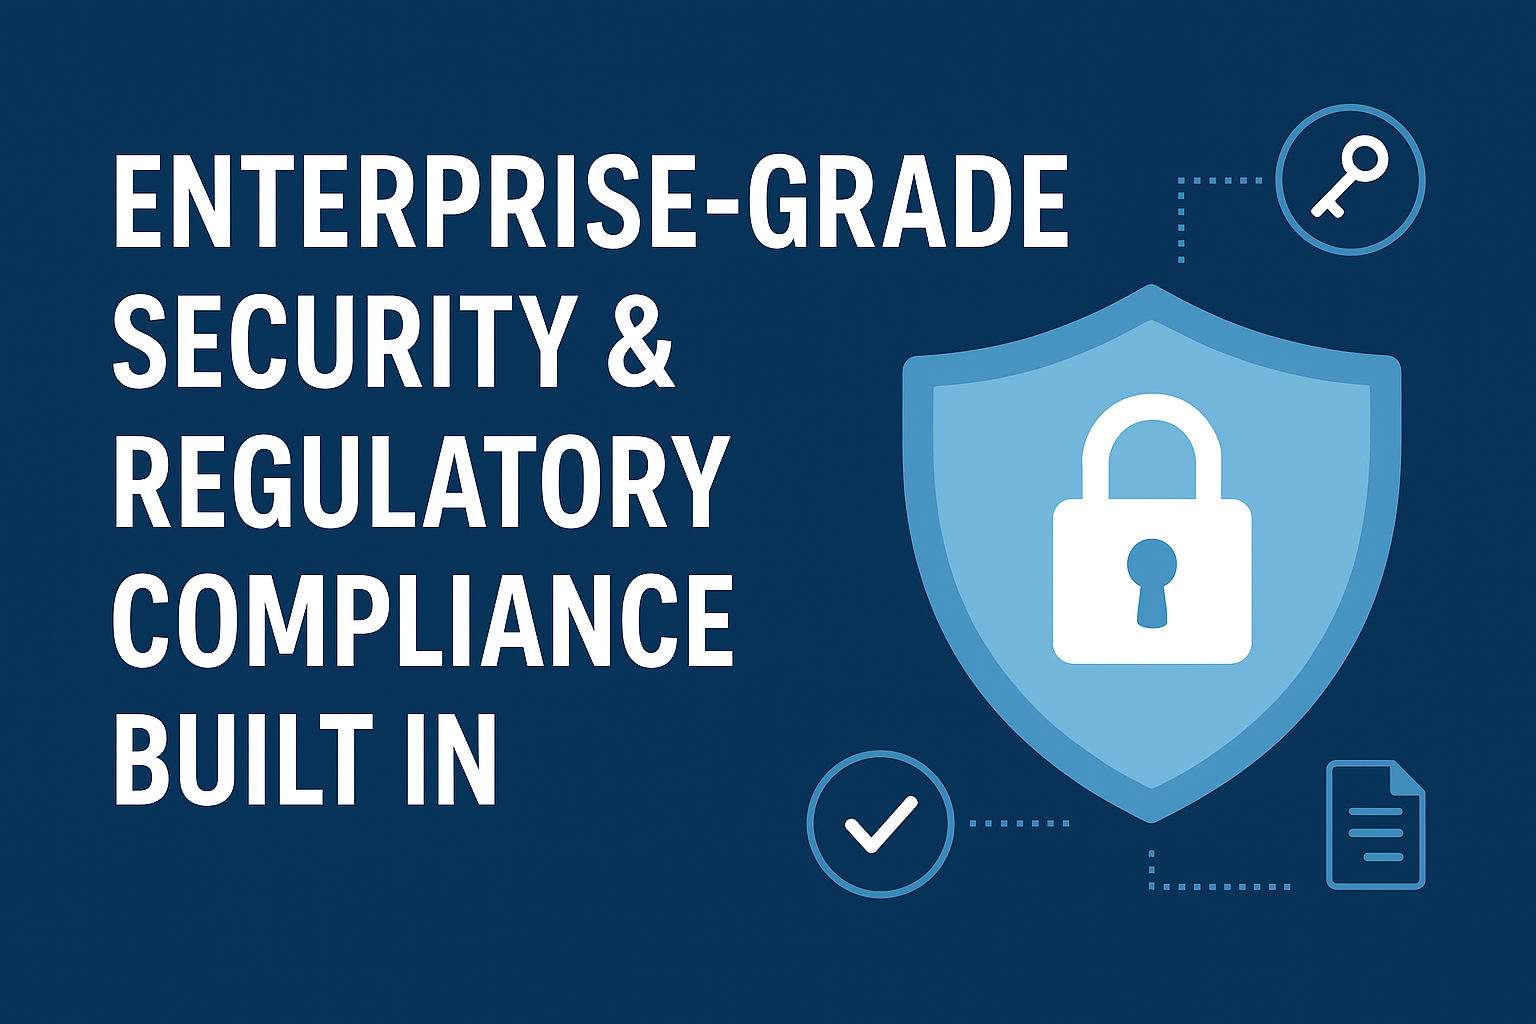 ENTERPRISE-GRADE
SECURITY &
REGULATORY
COMPLIANCE
BUILT IN